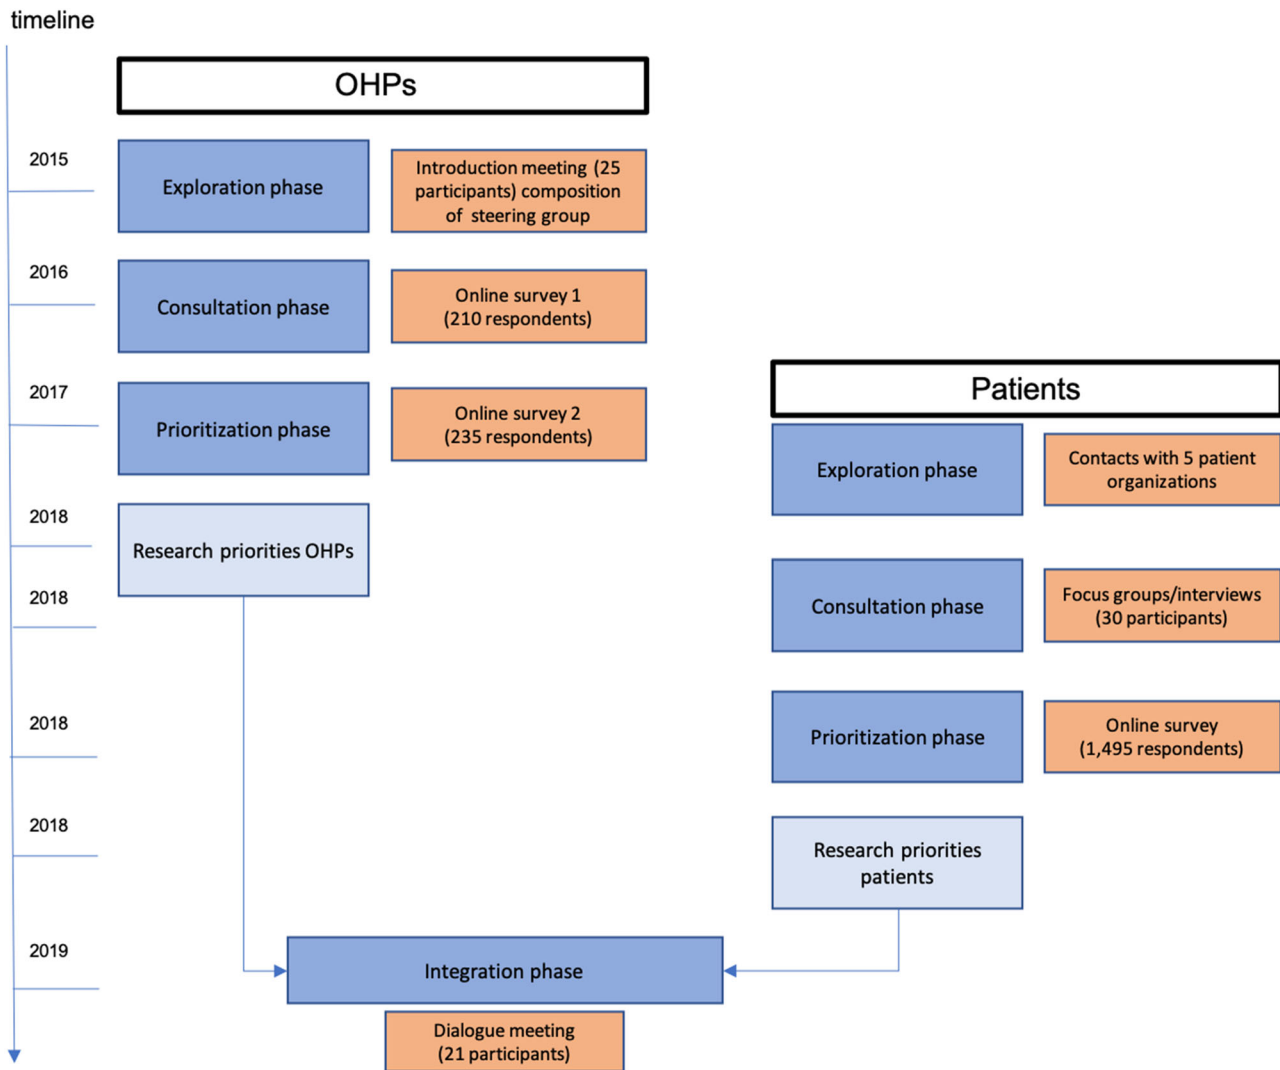 timeline
OHPs
2015
Exploration phase
Introduction meeting (25
participants) composition
of steering group
2016
Consultation phase
Online survey 1
(210 respondents)
2017
Prioritization phase
Online survey 2
(235 respondents)
Patients
Exploration phase
Contacts with 5 patient
organizations
2018
Research priorities OHPs
2018
Consultation phase
Focus groups/interviews
(30 participants)
2018
Prioritization phase
Online survey
(1,495 respondents)
2018
Research priorities
patients
2019
Integration phase
Dialogue meeting
(21 participants)